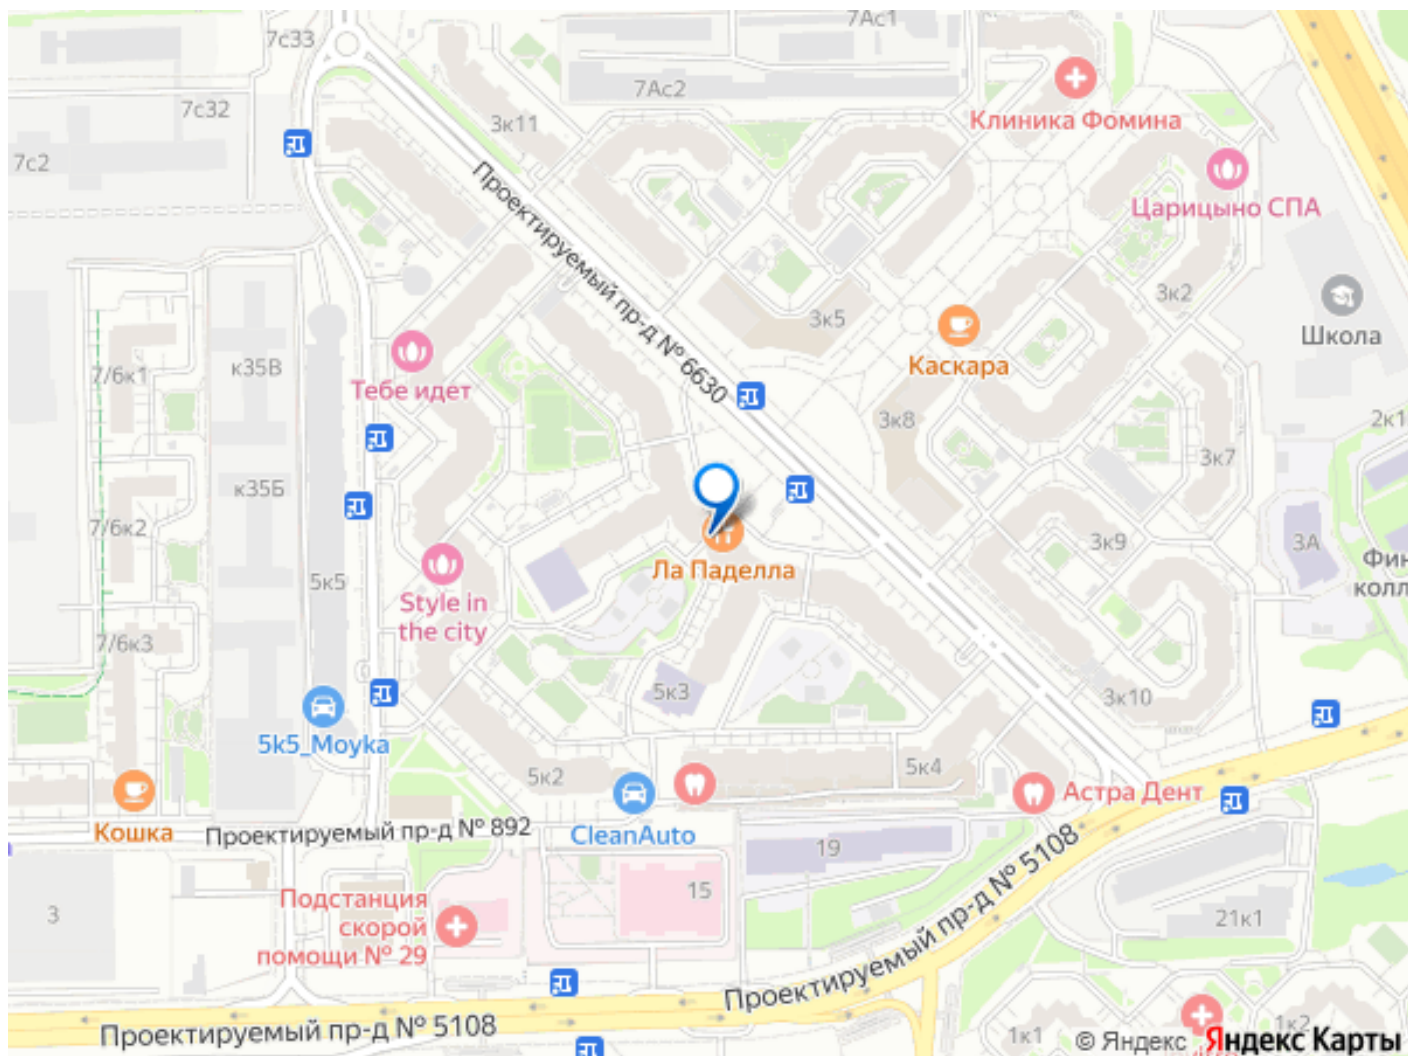 7с33
7Ас1
7Ас2
7с32
3к11
Клиника Фомина
7с2
Царицыно СПА
Проектируемый пр-д № 6630
3к2
3к5
Школа
Каскара
7/6к1
к35В
Тебе идет
3к8
2к1
3к7
к35Б
7/6к2
3к9
3А
Ла Паделла
5к5
Style in
the city
7/6к3
5к3
3к10
5k5_Moyka
5к2
5к4
Астра Дент
Кошка
Проектируемый пр-д № 892
CleanAuto
19
15
Подстанция
скорой
помощи № 29
3
21к1
Проектируемый пр-д № 5108
Проектируемый пр-д № 5108
1к1
1к2
© Яндекс
Яндекс Карты